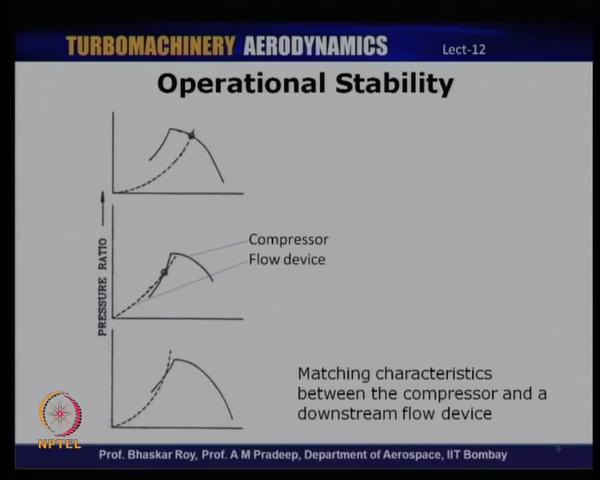 TURBOMACHINERY AERODYNAMICS
Lect-12
Operational Stability
PRESSURE RATIO
Compressor
Flow device
Matching characteristics
between the compressor and a
downstream flow device
NPTEL
Prof. Bhaskar Roy, Prof. A M Pradeep, Department of Aerospace, IIT Bombay
9